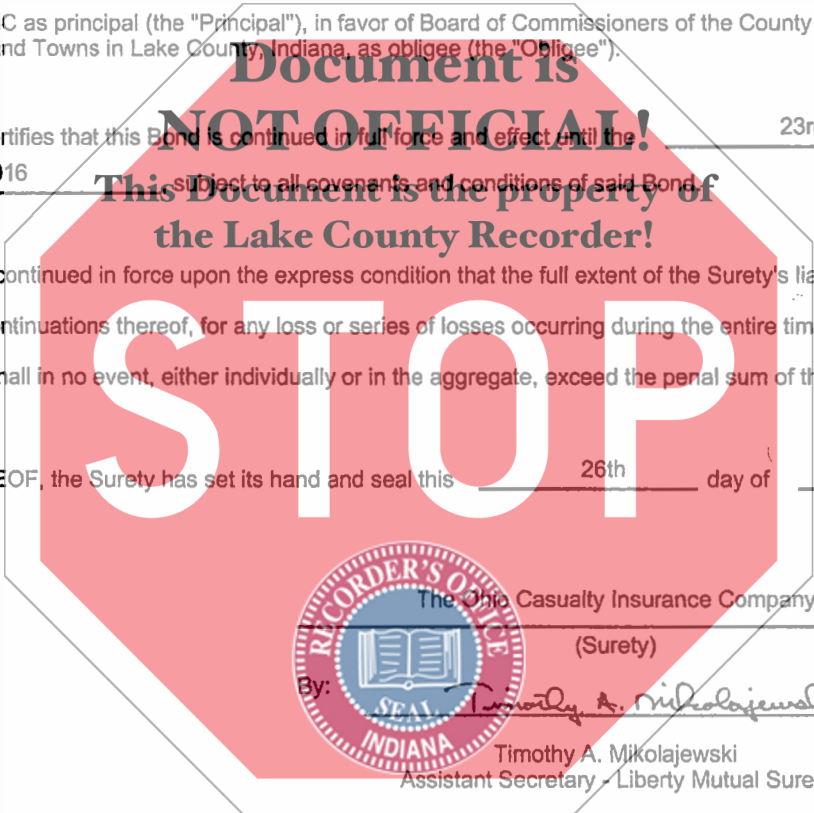 C as principal (the "Principal"), in favor of Board of Commissioners of the County
nd Towns in Lake County, Indiana, as obligee (the "Obligee").
Document is
NOT OFFICIAL!
rtifies that this Bond is continued in full force and effect until the 23r
016
, subject to all covenants and conditions of said Bond.
This Document is the property of
the Lake County Recorder!
continued in force upon the express condition that the full extent of the Surety's lia
ntinuations thereof, for any loss or series of losses occurring during the entire tim
hall in no event, either individually or in the aggregate, exceed the penal sum of th
STOP
EOF, the Surety has set its hand and seal this 26th day of
RECORDER'S OFFICE
SEAL
INDIANA
The Ohio Casualty Insurance Company
(Surety)
By: Timothy A. Mikolajewsk
Timothy A. Mikolajewski
Assistant Secretary - Liberty Mutual Sure